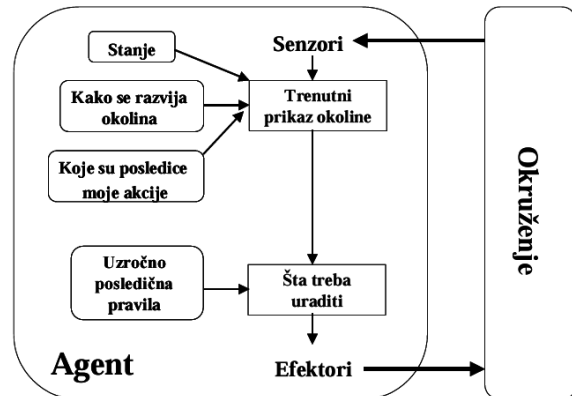 Senzori
Stanje
Trenutni
prikaz okoline
Kako se razvija
okolina
Koje su posledice
moje akcije
Uzročno
posledična
pravila
Šta treba
uraditi
Agent
Efektori
Okruženje